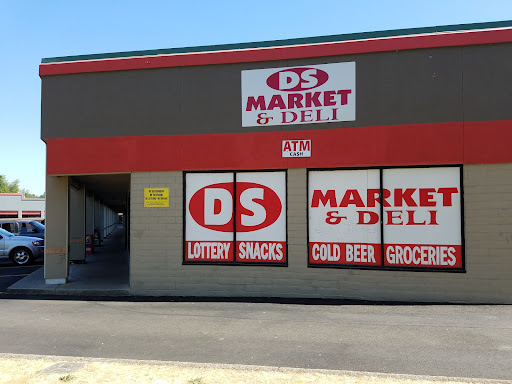 DS
MARKET
& DELI
ATM
CASH
DS
LOTTERY SNACKS
MARKET
& DELI
COLD BEER GROCERIES